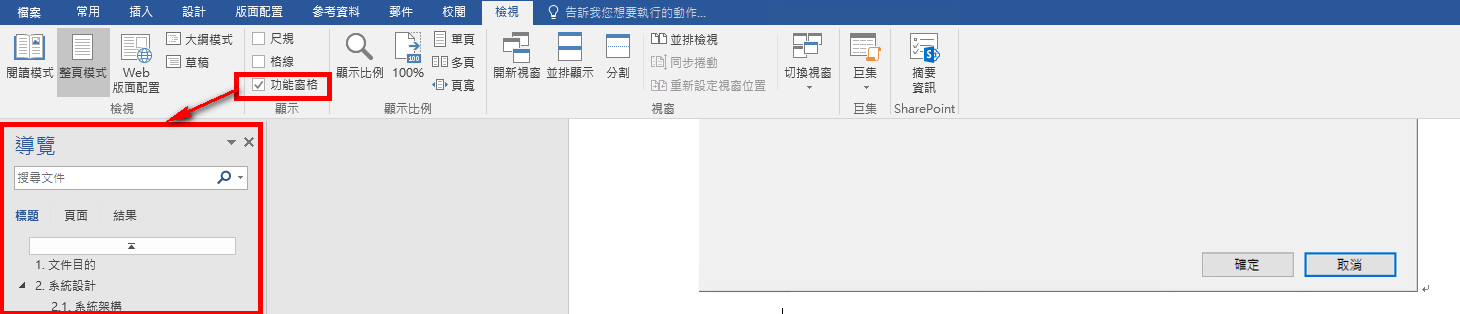 檔案 常用 插入 設計 版面配置 參考資料 郵件 校閱 檢視 告訴我您想要執行的動作...
閱讀模式 整頁模式 Web 版面配置
大綱模式
草稿
檢視
尺規
格線
功能窗格
顯示
顯示比例
100
100%
單頁
多頁
頁寬
顯示比例
開新視窗 並排顯示 分割
並排檢視
同步捲動
重新設定視窗位置
切換視窗
視窗
巨集
巨集
S
摘要
資訊
SharePoint
導覽
搜尋文件
標題 頁面 結果
1. 文件目的
2. 系統設計
2.1. 系統架構
確定 取消